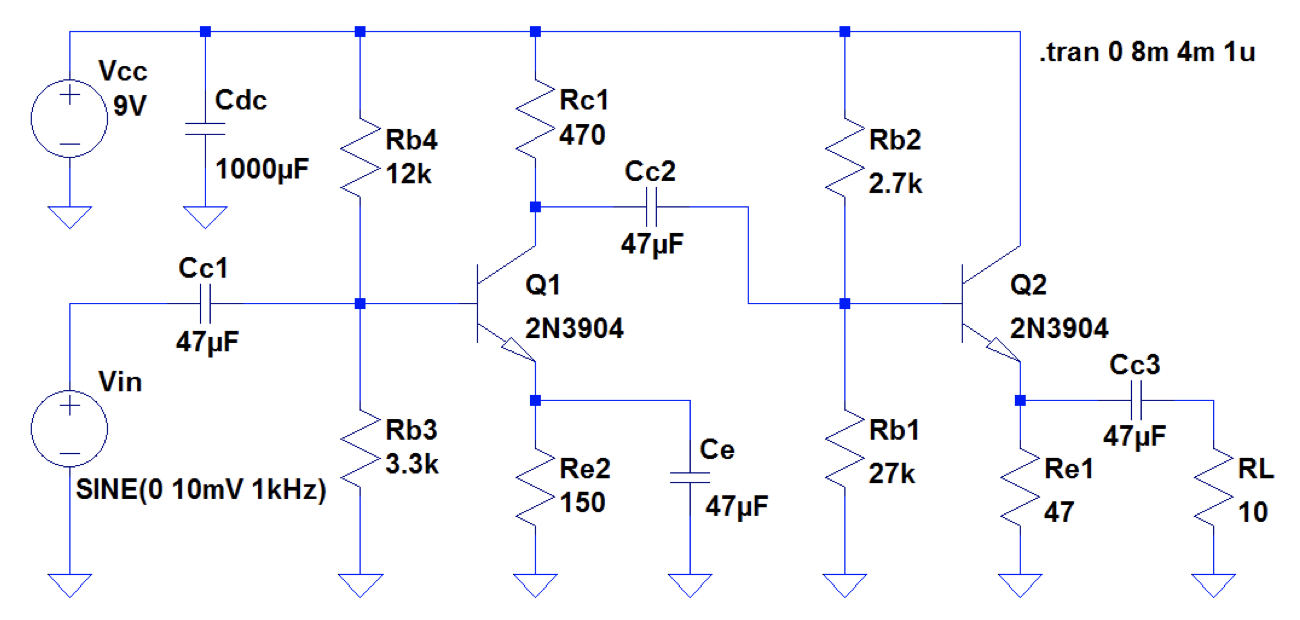 .tran 0 8m 4m 1u
Vcc
9V
Cdc
1000µF
Rb4
12k
Rc1
470
Cc2
47µF
Rb2
2.7k
Cc1
47µF
Q1
2N3904
Q2
2N3904
Vin
SINE(0 10mV 1kHz)
Rb3
3.3k
Re2
150
Ce
47µF
Rb1
27k
Cc3
47µF
Re1
47
RL
10